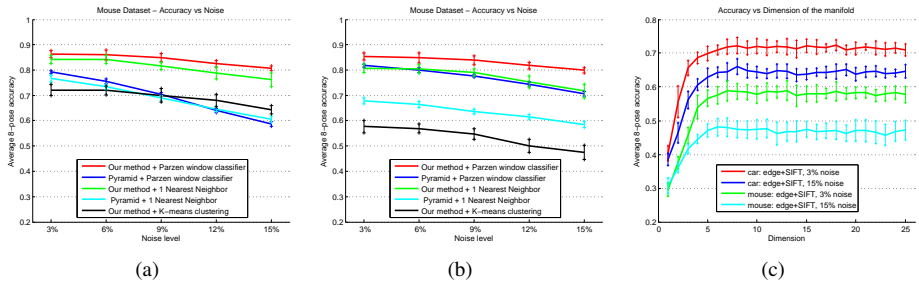 Mouse Dataset − Accuracy vs Noise
Average 8−pose accuracy
1
0.9
0.8
0.7
0.6
0.5
0.4
0.3
0.2
Our method + Parzen window classifier
Pyramid + Parzen window classifier
Our method + 1 Nearest Neighbor
Pyramid + 1 Nearest Neighbor
Our method + K−means clustering
3%
6%
9%
12%
15%
Noise level
(a)
Mouse Dataset − Accuracy vs Noise
Average 8−pose accuracy
1
0.9
0.8
0.7
0.6
0.5
0.4
0.3
0.2
Our method + Parzen window classifier
Pyramid + Parzen window classifier
Our method + 1 Nearest Neighbor
Pyramid + 1 Nearest Neighbor
Our method + K−means clustering
3%
6%
9%
12%
15%
Noise level
(b)
Accuracy vs Dimension of the manifold
Average 8−pose accuracy
0.8
0.7
0.6
0.5
0.4
0.3
0.2
car: edge+SIFT, 3% noise
car: edge+SIFT, 15% noise
mouse: edge+SIFT, 3% noise
mouse: edge+SIFT, 15% noise
0
5
10
15
20
25
Dimension
(c)